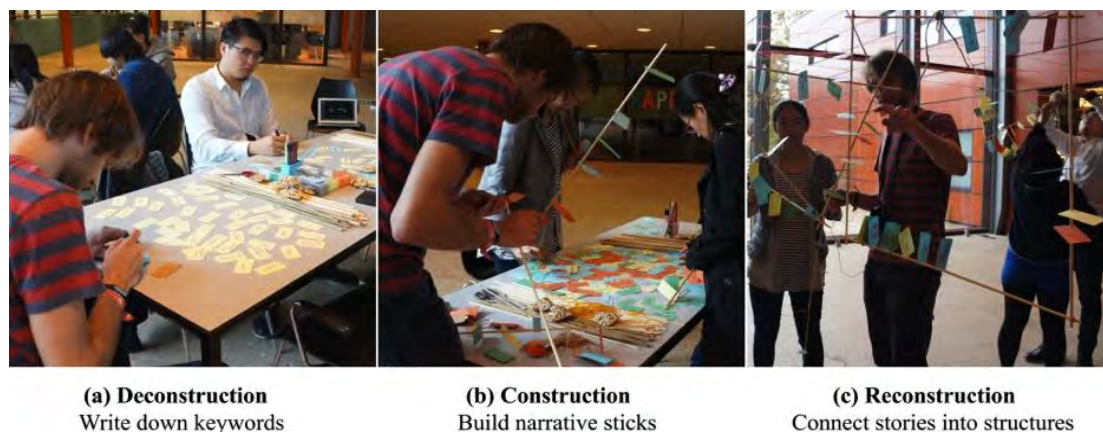 (a) Deconstruction
Write down keywords
(b) Construction
Build narrative sticks
(c) Reconstruction
Connect stories into structures